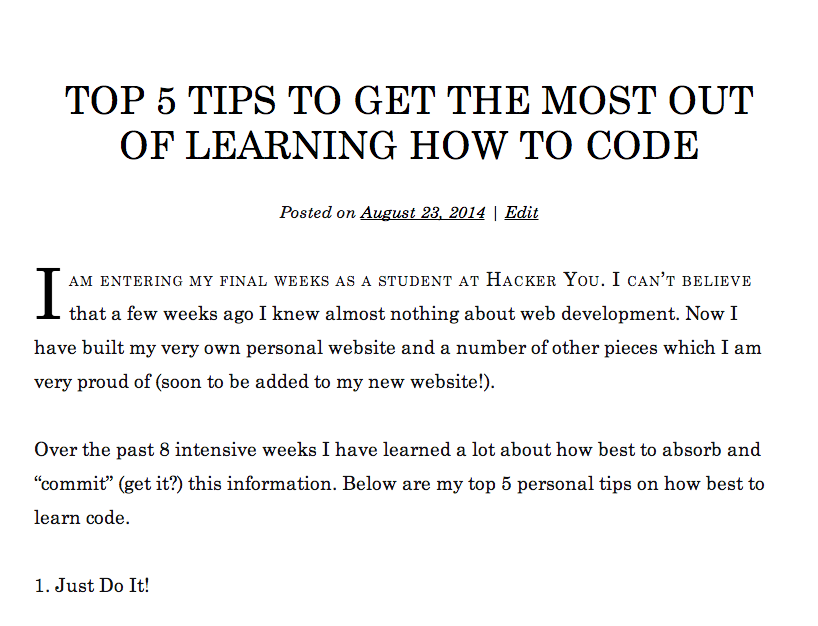 TOP 5 TIPS TO GET THE MOST OUT
OF LEARNING HOW TO CODE
Posted on August 23, 2014 | Edit
I AM ENTERING MY FINAL WEEKS AS A STUDENT AT HACKER YOU. I CAN’T BELIEVE
that a few weeks ago I knew almost nothing about web development. Now I
have built my very own personal website and a number of other pieces which I am
very proud of (soon to be added to my new website!).
Over the past 8 intensive weeks I have learned a lot about how best to absorb and
“commit” (get it?) this information. Below are my top 5 personal tips on how best to
learn code.
1. Just Do It!